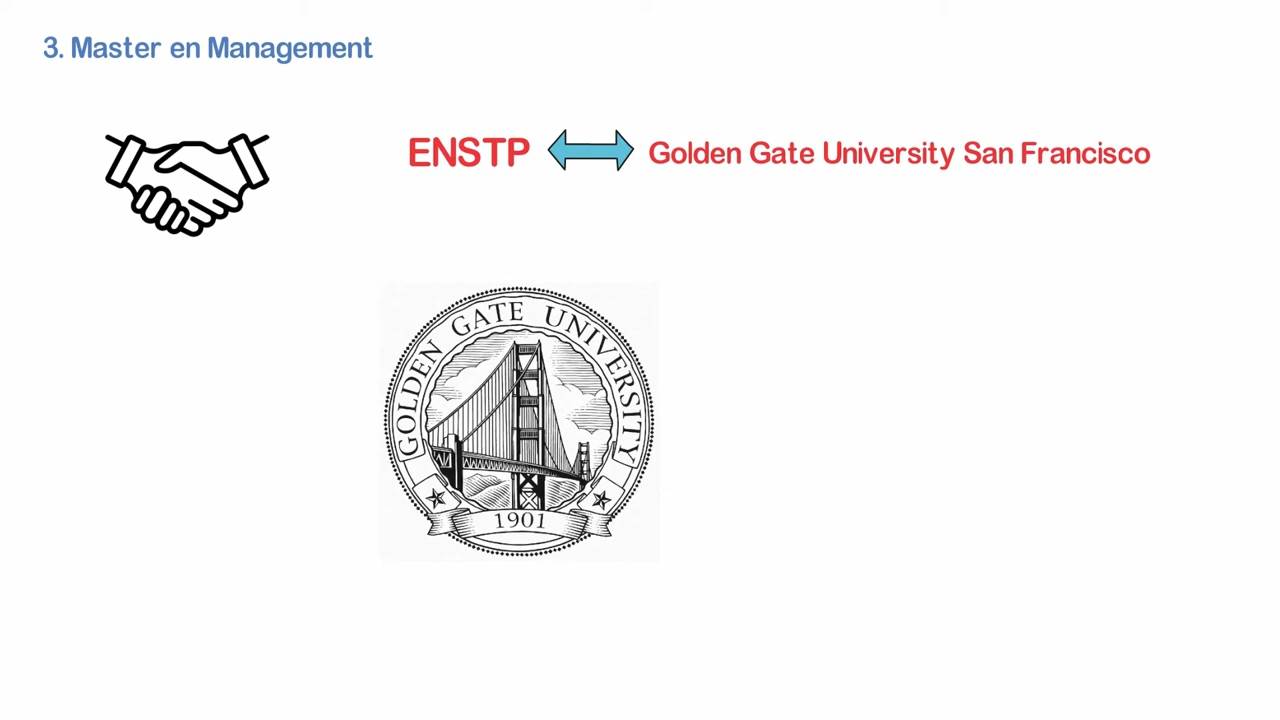 3. Master en Management
ENSTP Golden Gate University San Francisco
GOLDEN GATE UNIVERSITY
1901